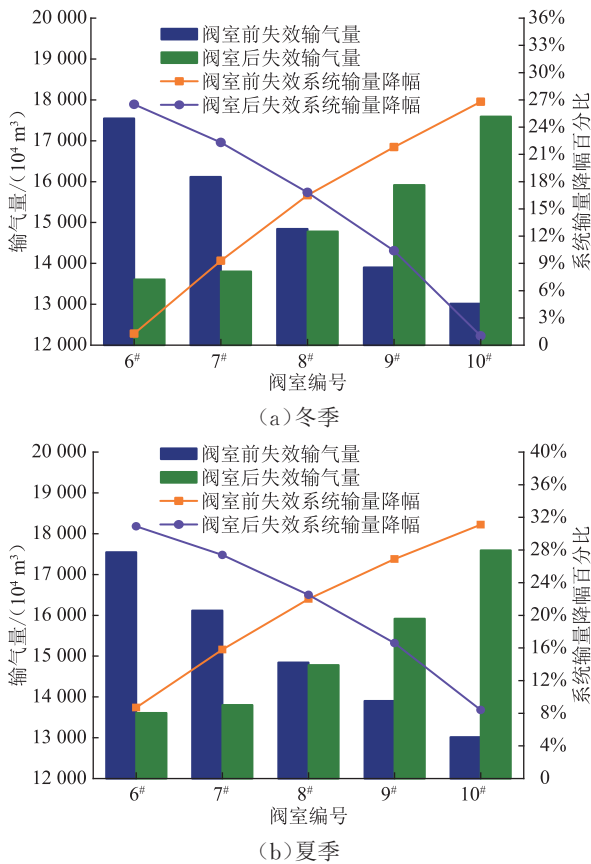 20 000
19 000
18 000
17 000
16 000
15 000
14 000
13 000
12 000
输气量/(10⁴ m³)
阀室前失效输气量
阀室后失效输气量
阀室前失效系统输量降幅
阀室后失效系统输量降幅
36%
33%
30%
27%
24%
21%
18%
15%
12%
9%
6%
3%
0
系统输量降幅百分比
6# 7# 8# 9# 10#
阀室编号
(a)冬季
20 000
19 000
18 000
17 000
16 000
15 000
14 000
13 000
12 000
输气量/(10⁴ m³)
阀室前失效输气量
阀室后失效输气量
阀室前失效系统输量降幅
阀室后失效系统输量降幅
40%
36%
32%
28%
24%
20%
16%
12%
8%
4%
0
系统输量降幅百分比
6# 7# 8# 9# 10#
阀室编号
(b)夏季